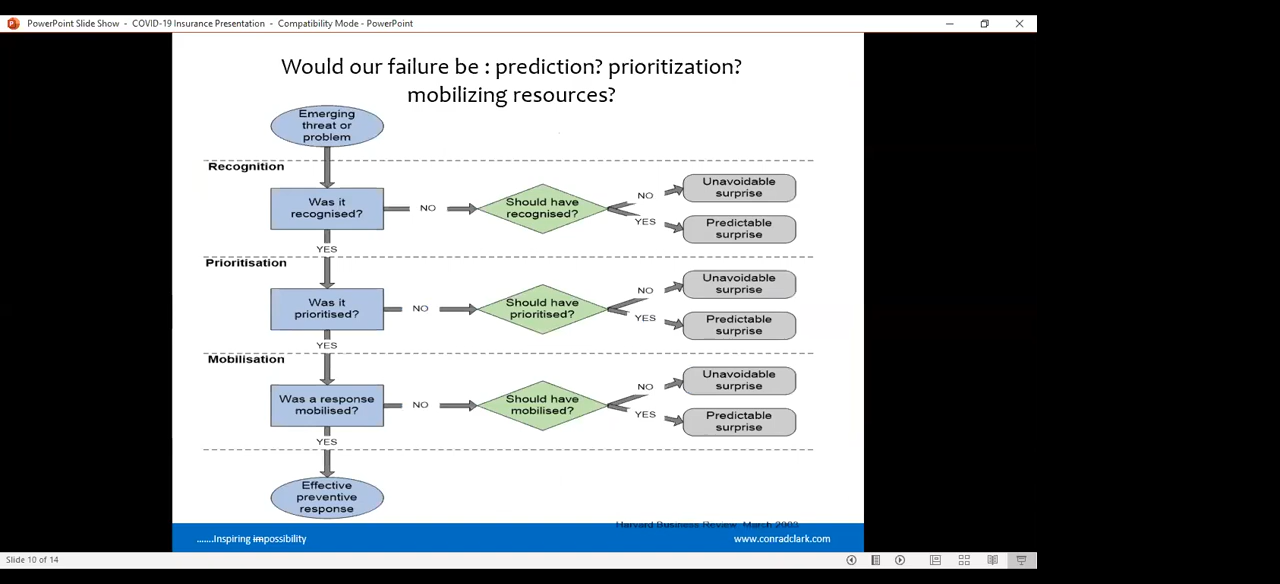 PowerPoint Slide Show - COVID-19 Insurance Presentation - Compatibility Mode - PowerPoint
Would our failure be : prediction? prioritization?
mobilizing resources?
Emerging
threat or
problem
Recognition
Was it
recognised?
NO
Should have
recognised?
NO
Unavoidable
surprise
YES
Predictable
surprise
YES
Prioritisation
Was it
prioritised?
NO
Should have
prioritised?
NO
Unavoidable
surprise
YES
Predictable
surprise
YES
Mobilisation
Was a response
mobilised?
NO
Should have
mobilised?
NO
Unavoidable
surprise
YES
Predictable
surprise
YES
Effective
preventive
response
Harvard Business Review March 2003
.......Inspiring impossibility
www.conradclark.com
Slide 10 of 14